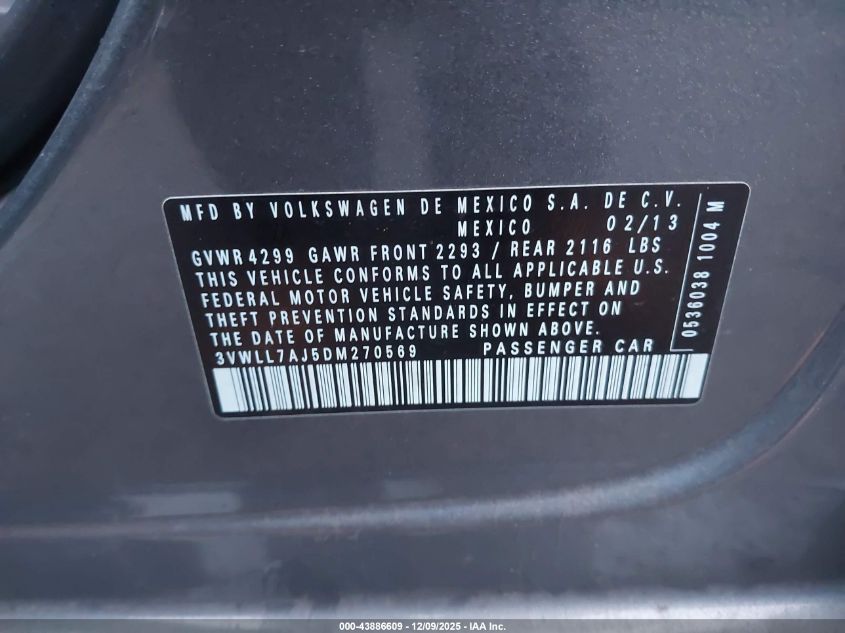 MFD BY VOLKSWAGEN DE MEXICO S.A. DE C.V.
MEXICO 02/13
GVWR 4299 GAWR FRONT 2293 / REAR 2116 LBS
THIS VEHICLE CONFORMS TO ALL APPLICABLE U.S.
FEDERAL MOTOR VEHICLE SAFETY, BUMPER AND
THEFT PREVENTION STANDARDS IN EFFECT ON
THE DATE OF MANUFACTURE SHOWN ABOVE.
3VWLL7AJ5DM270569 PASSENGER CAR
0536038 1004 M
000-43886609 - 12/09/2025 - IAA Inc.